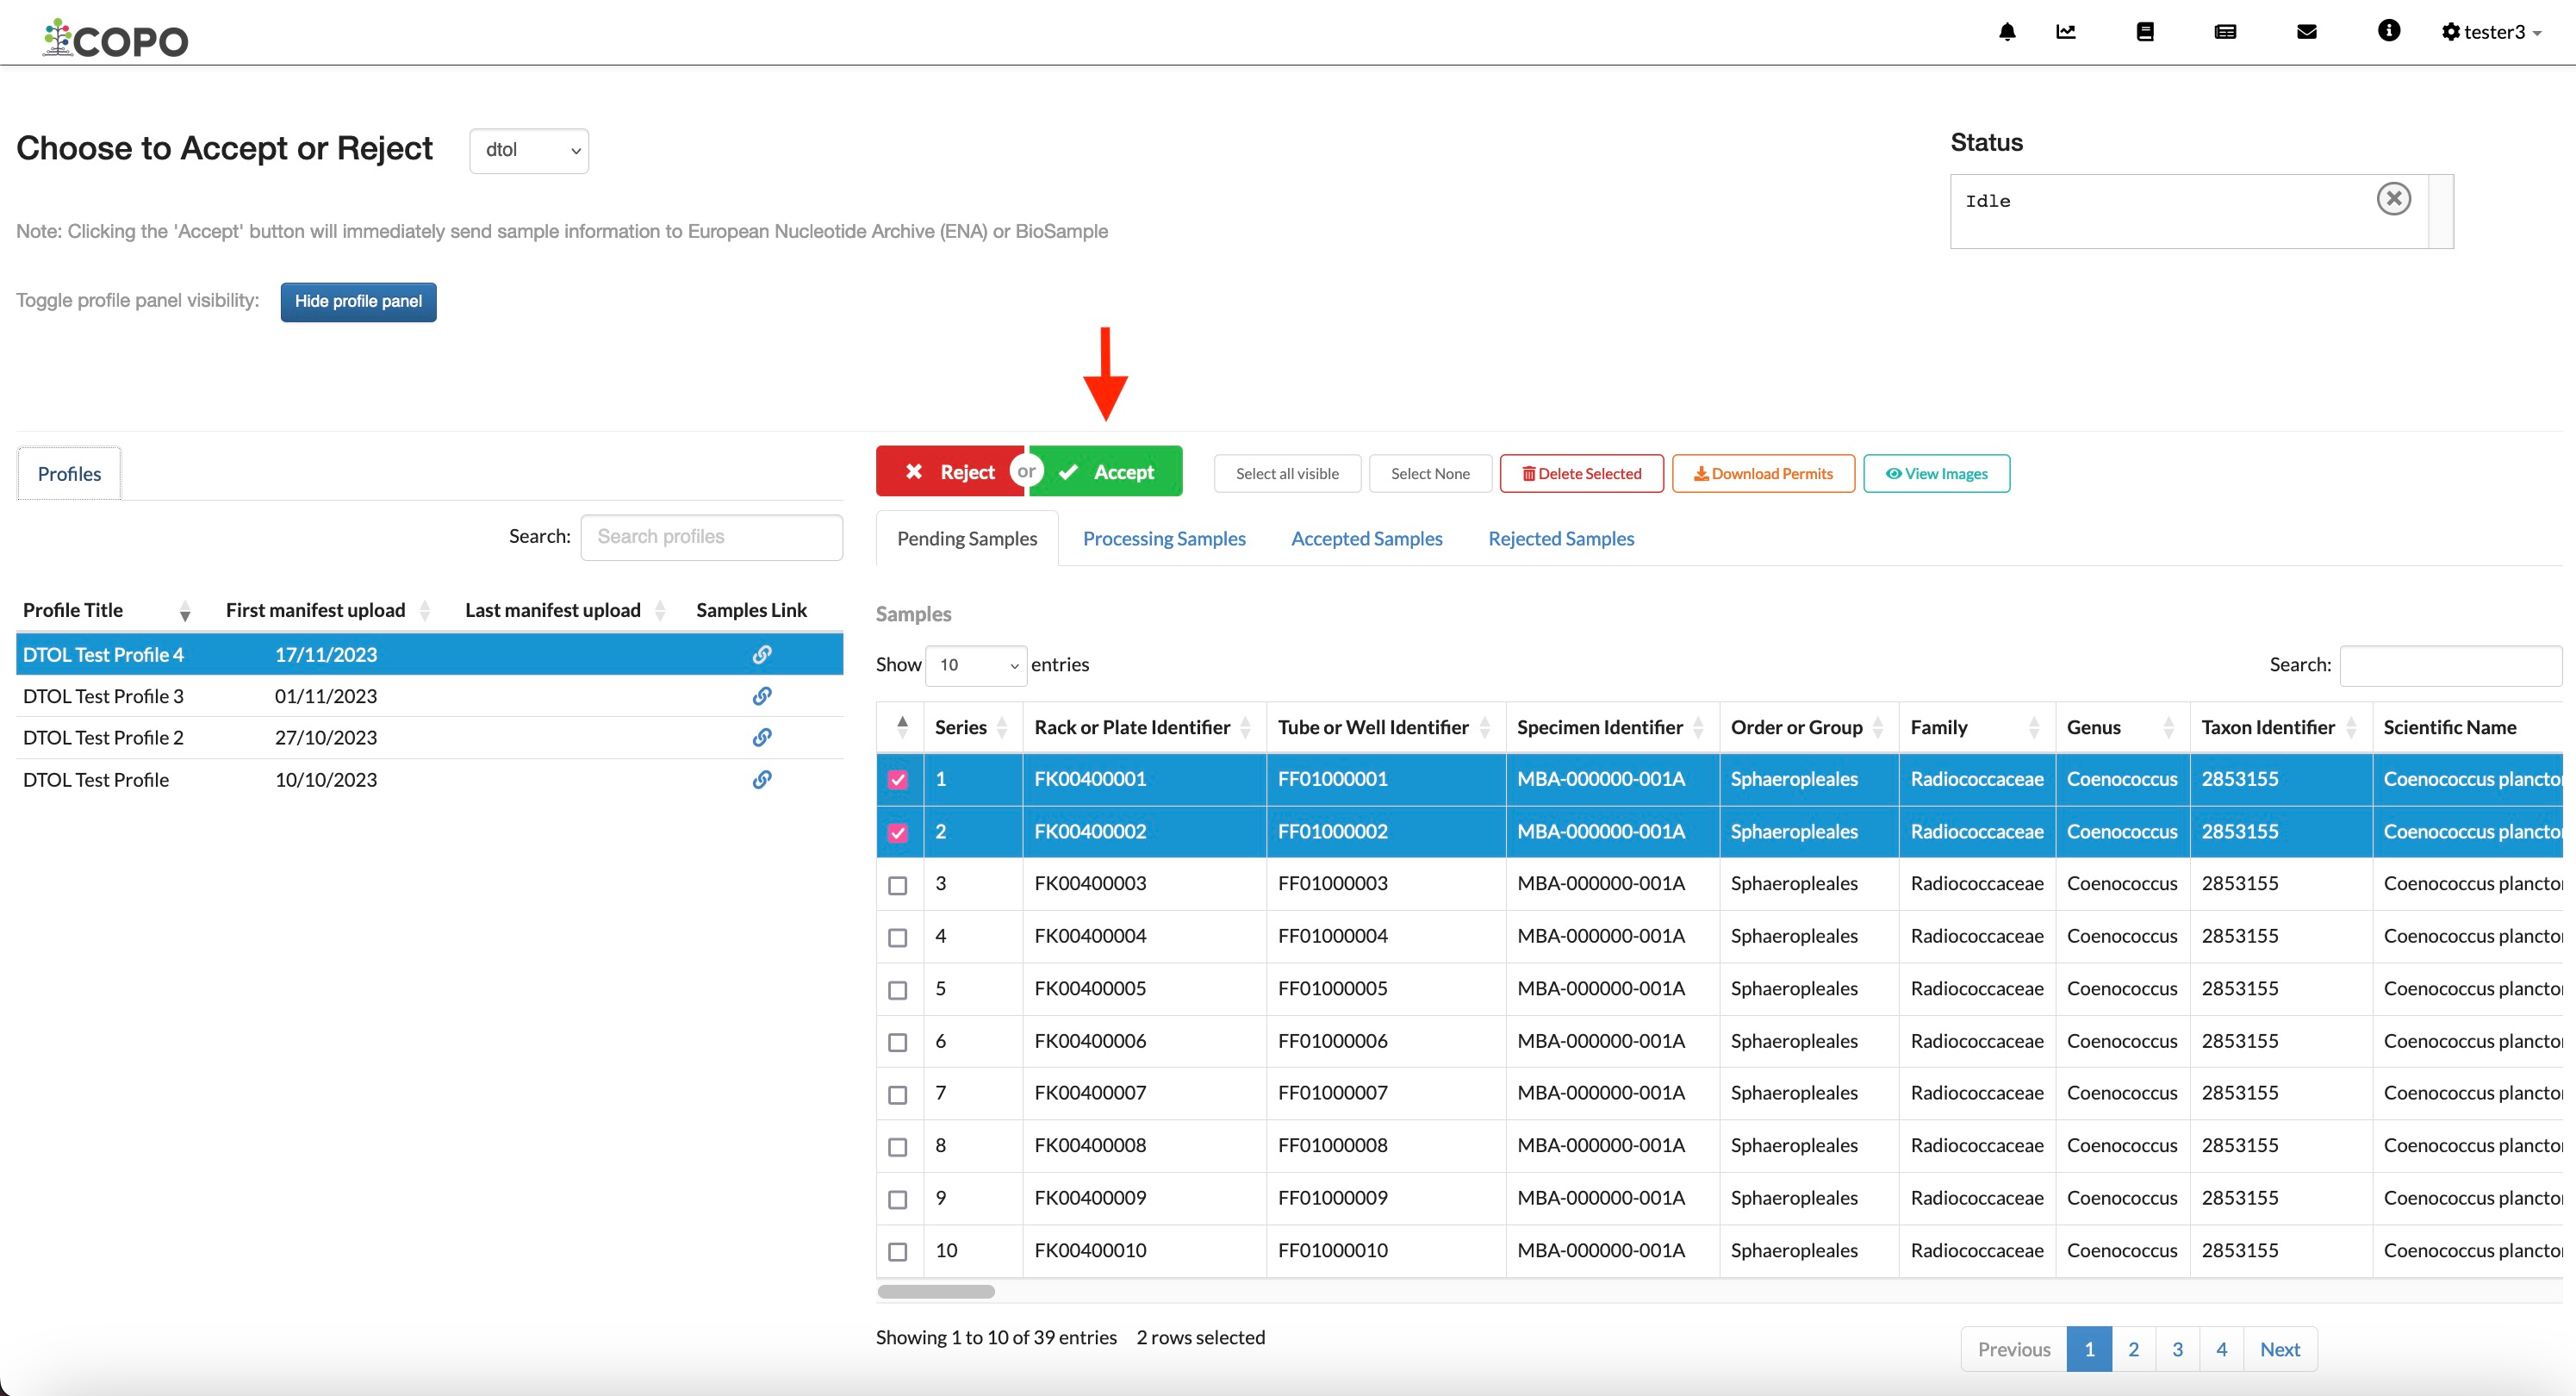 COPO
tester3
Choose to Accept or Reject
dtol
Status
Idle
Note: Clicking the 'Accept' button will immediately send sample information to European Nucleotide Archive (ENA) or BioSample
Toggle profile panel visibility: Hide profile panel
Profiles
Search: Search profiles
Profile Title First manifest upload Last manifest upload Samples Link
DTOL Test Profile 4 17/11/2023
DTOL Test Profile 3 01/11/2023
DTOL Test Profile 2 27/10/2023
DTOL Test Profile 10/10/2023
Reject or Accept Select all visible Select None Delete Selected Download Permits View Images
Pending Samples Processing Samples Accepted Samples Rejected Samples
Samples
Show 10 entries Search:
Series Rack or Plate Identifier Tube or Well Identifier Specimen Identifier Order or Group Family Genus Taxon Identifier Scientific Name
1 FK00400001 FF01000001 MBA-000000-001A Sphaeropleales Radiococcaceae Coenococcus 2853155 Coenococcus plancto
2 FK00400002 FF01000002 MBA-000000-001A Sphaeropleales Radiococcaceae Coenococcus 2853155 Coenococcus plancto
3 FK00400003 FF01000003 MBA-000000-001A Sphaeropleales Radiococcaceae Coenococcus 2853155 Coenococcus plancto
4 FK00400004 FF01000004 MBA-000000-001A Sphaeropleales Radiococcaceae Coenococcus 2853155 Coenococcus plancto
5 FK00400005 FF01000005 MBA-000000-001A Sphaeropleales Radiococcaceae Coenococcus 2853155 Coenococcus plancto
6 FK00400006 FF01000006 MBA-000000-001A Sphaeropleales Radiococcaceae Coenococcus 2853155 Coenococcus plancto
7 FK00400007 FF01000007 MBA-000000-001A Sphaeropleales Radiococcaceae Coenococcus 2853155 Coenococcus plancto
8 FK00400008 FF01000008 MBA-000000-001A Sphaeropleales Radiococcaceae Coenococcus 2853155 Coenococcus plancto
9 FK00400009 FF01000009 MBA-000000-001A Sphaeropleales Radiococcaceae Coenococcus 2853155 Coenococcus plancto
10 FK00400010 FF01000010 MBA-000000-001A Sphaeropleales Radiococcaceae Coenococcus 2853155 Coenococcus plancto
Showing 1 to 10 of 39 entries 2 rows selected
Previous 1 2 3 4 Next